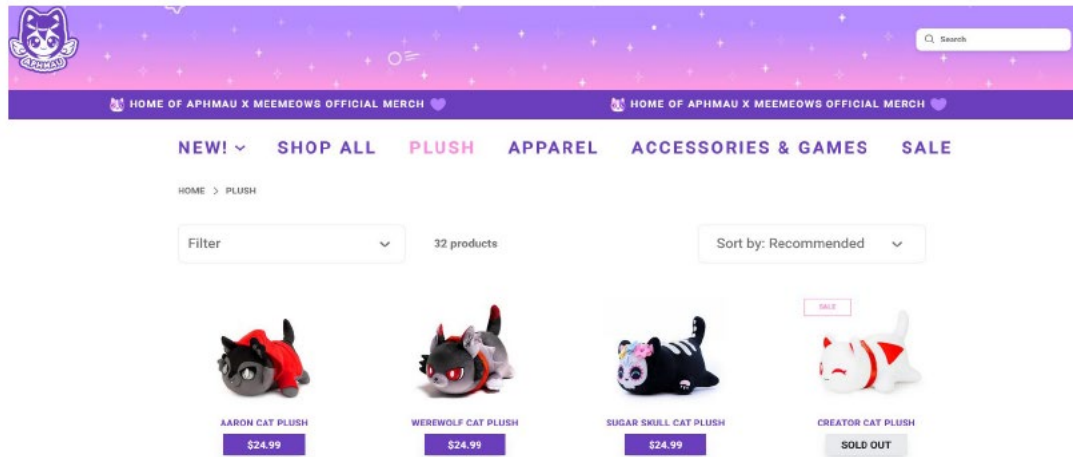 APHMAU
Search
HOME OF APHMAU X MEEMEOWS OFFICIAL MERCH
HOME OF APHMAU X MEEMEOWS OFFICIAL MERCH
NEW! SHOP ALL PLUSH APPAREL ACCESSORIES & GAMES SALE
HOME > PLUSH
Filter
32 products
Sort by: Recommended
SALE
AARON CAT PLUSH
$24.99
WEREWOLF CAT PLUSH
$24.99
SUGAR SKULL CAT PLUSH
$24.99
CREATOR CAT PLUSH
SOLD OUT